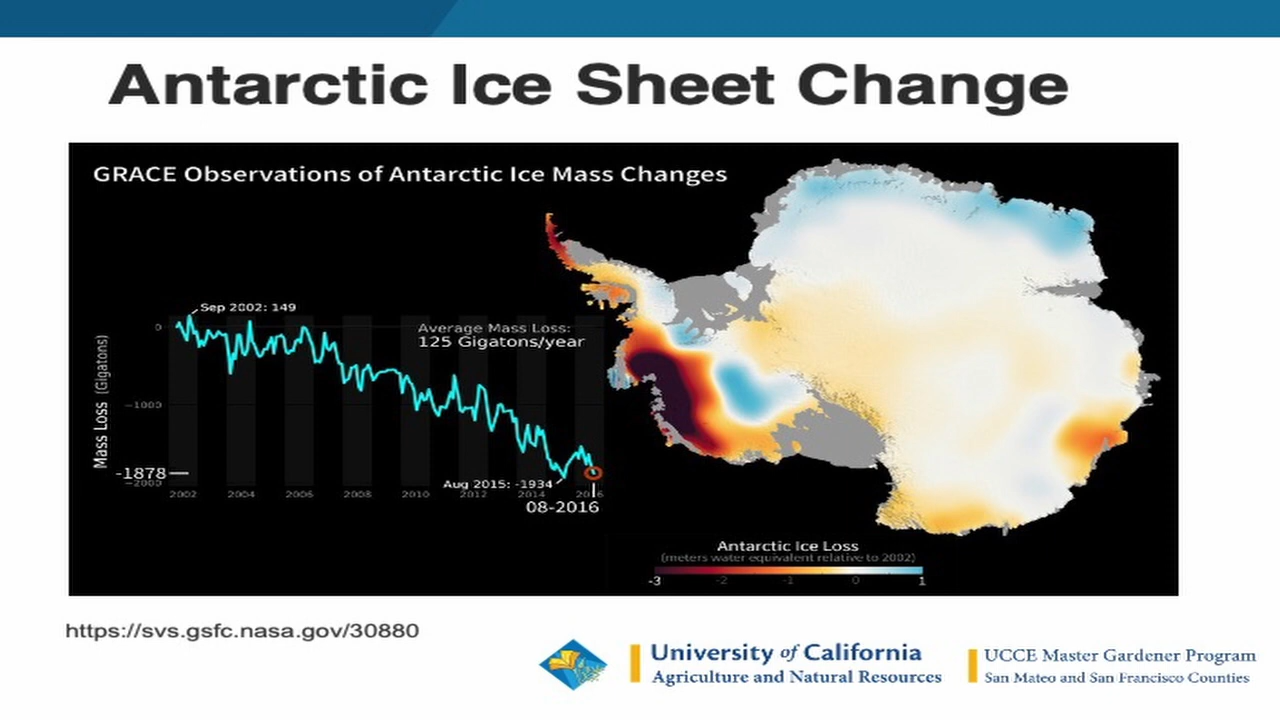 Antarctic Ice Sheet Change
GRACE Observations of Antarctic Ice Mass Changes
Sep 2002: 149
Average Mass Loss:
125 Gigatons/year
Mass Loss (Gigatons)
0
-1000
-1878
-2000
Aug 2015: -1934
2002 2004 2006 2008 2010 2012 2014 2016
08-2016
Antarctic Ice Loss
(meters water equivalent relative to 2002)
-3 -2 -1 0 1
https://svs.gsfc.nasa.gov/30880
University of California
Agriculture and Natural Resources
UCCE Master Gardener Program
San Mateo and San Francisco Counties